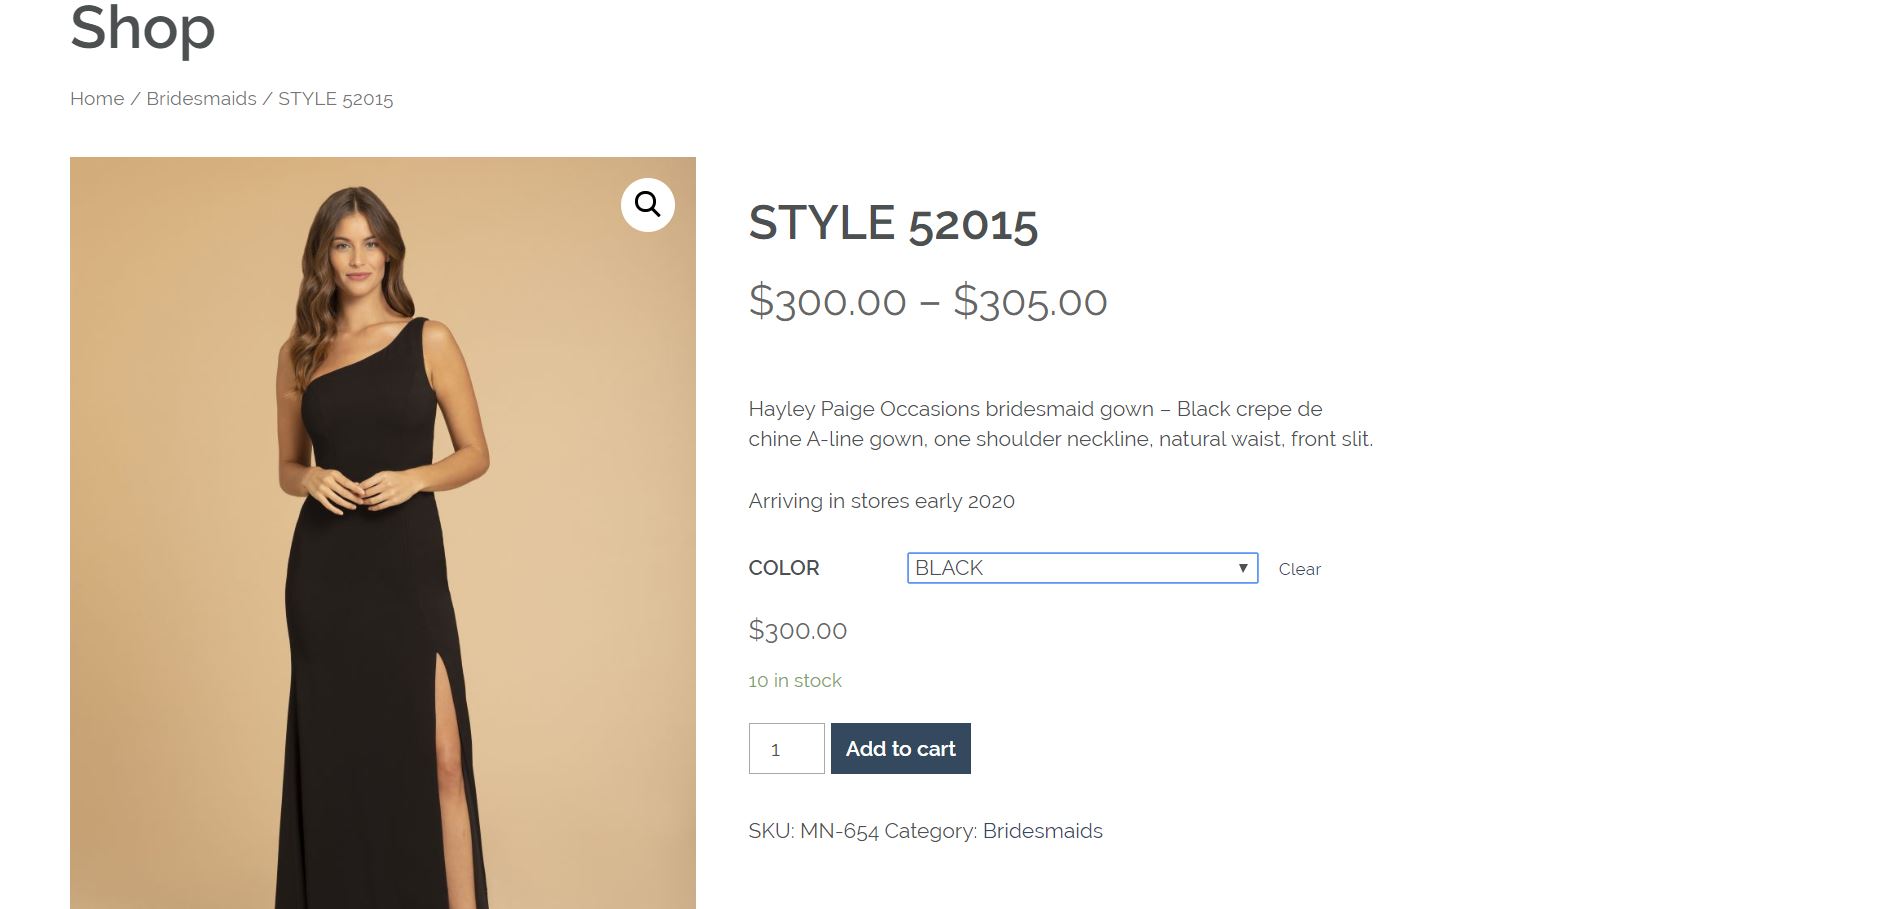 Shop
Home / Bridesmaids / STYLE 52015
STYLE 52015
$300.00 – $305.00
Hayley Paige Occasions bridesmaid gown – Black crepe de
chine A-line gown, one shoulder neckline, natural waist, front slit.
Arriving in stores early 2020
COLOR BLACK Clear
$300.00
10 in stock
1 Add to cart
SKU: MN-654 Category: Bridesmaids